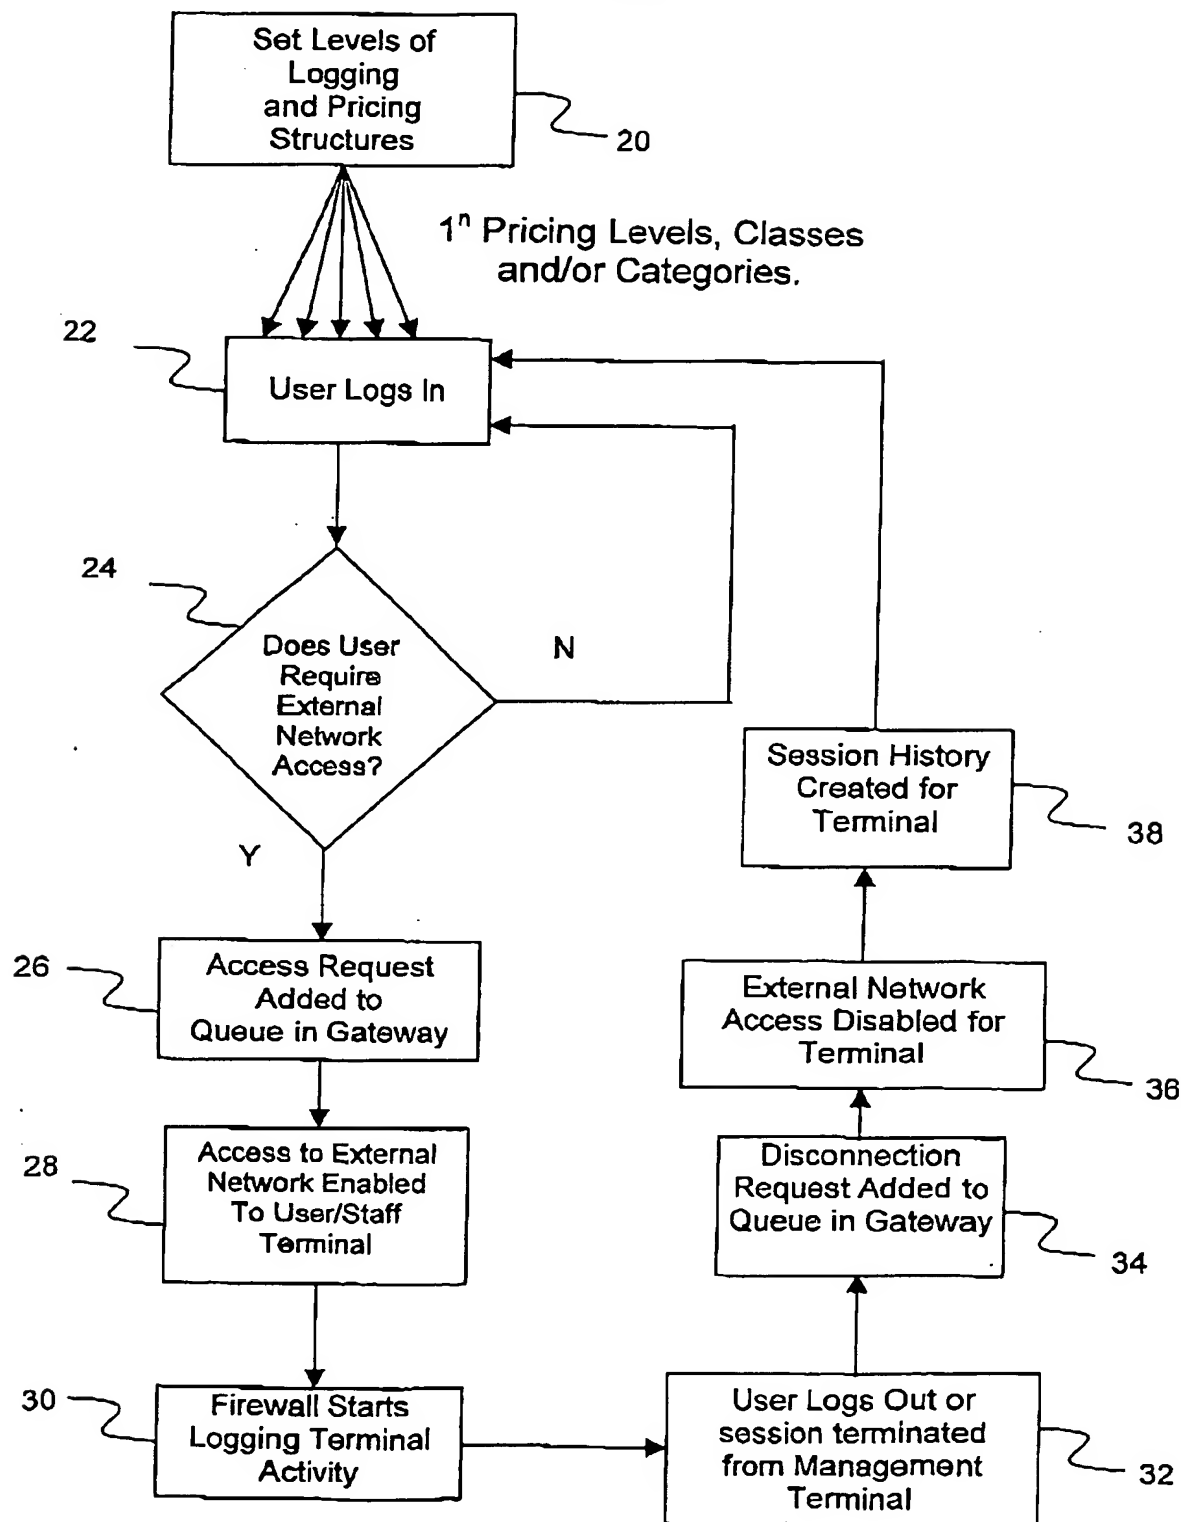 Set Levels of
Logging
and Pricing
Structures
20
1ⁿ Pricing Levels, Classes
and/or Categories.
22
User Logs In
24
Does User
Require
External
Network
Access?
N
Y
26
Access Request
Added to
Queue in Gateway
28
Access to External
Network Enabled
To User/Staff
Terminal
30
Firewall Starts
Logging Terminal
Activity
User Logs Out or
session terminated
from Management
Terminal
32
Disconnection
Request Added to
Queue in Gateway
34
External Network
Access Disabled for
Terminal
36
Session History
Created for
Terminal
38